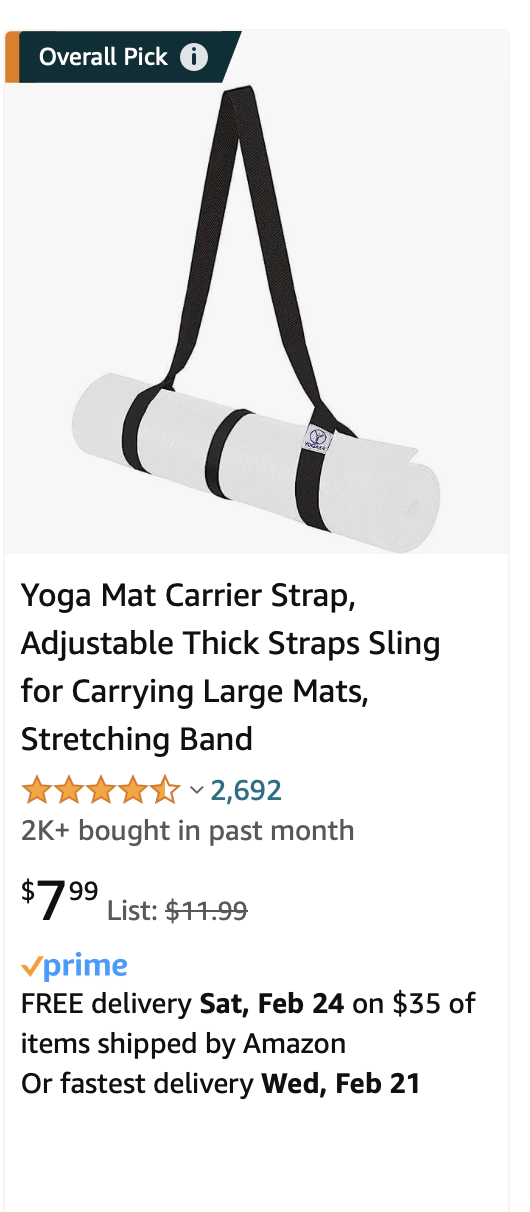 Overall Pick
Yoga Mat Carrier Strap,
Adjustable Thick Straps Sling
for Carrying Large Mats,
Stretching Band
2,692
2K+ bought in past month
$7.99 List: $11.99
prime
FREE delivery Sat, Feb 24 on $35 of
items shipped by Amazon
Or fastest delivery Wed, Feb 21